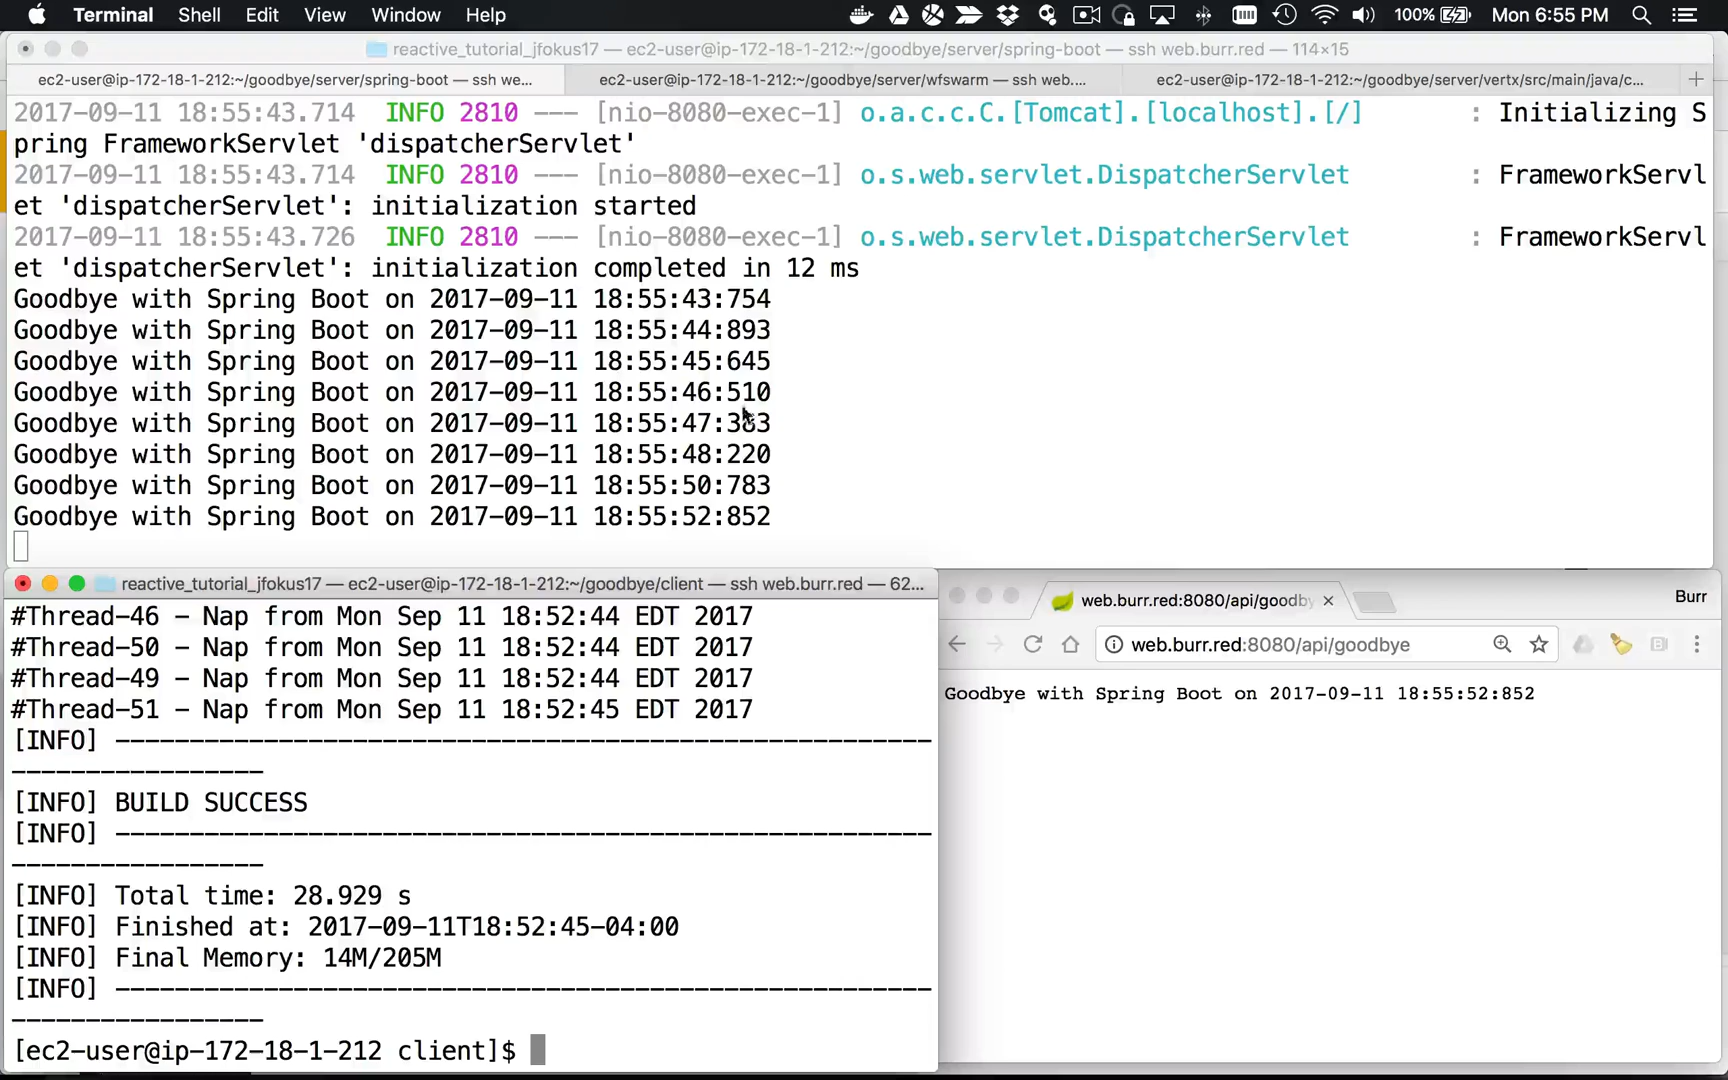 Terminal Shell Edit View Window Help 100% Mon 6:55 PM
reactive_tutorial_jfokus17 — ec2-user@ip-172-18-1-212:~/goodbye/server/spring-boot — ssh web.burr.red — 114×15
ec2-user@ip-172-18-1-212:~/goodbye/server/spring-boot — ssh we... ec2-user@ip-172-18-1-212:~/goodbye/server/wfswarm — ssh web.... ec2-user@ip-172-18-1-212:~/goodbye/server/vertx/src/main/java/c... +
2017-09-11 18:55:43.714 INFO 2810 --- [nio-8080-exec-1] o.a.c.c.C.[Tomcat].[localhost].[/] : Initializing S
pring FrameworkServlet 'dispatcherServlet'
2017-09-11 18:55:43.714 INFO 2810 --- [nio-8080-exec-1] o.s.web.servlet.DispatcherServlet : FrameworkServl
et 'dispatcherServlet': initialization started
2017-09-11 18:55:43.726 INFO 2810 --- [nio-8080-exec-1] o.s.web.servlet.DispatcherServlet : FrameworkServl
et 'dispatcherServlet': initialization completed in 12 ms
Goodbye with Spring Boot on 2017-09-11 18:55:43:754
Goodbye with Spring Boot on 2017-09-11 18:55:44:893
Goodbye with Spring Boot on 2017-09-11 18:55:45:645
Goodbye with Spring Boot on 2017-09-11 18:55:46:510
Goodbye with Spring Boot on 2017-09-11
Goodbye with Spring Boot on 2017-09-11 18:55:48:220
Goodbye with Spring Boot on 2017-09-11 18:55:50:783
Goodbye with Spring Boot on 2017-09-11 18:55:52:852
reactive_tutorial_jfokus17 — ec2-user@ip-172-18-1-212:~/goodbye/client — ssh web.burr.red — 62...
#Thread-46 - Nap from Mon Sep 11 18:52:44 EDT 2017
#Thread-50 - Nap from Mon Sep 11 18:52:44 EDT 2017
#Thread-49 - Nap from Mon Sep 11 18:52:44 EDT 2017
#Thread-51 - Nap from Mon Sep 11 18:52:45 EDT 2017
[INFO] -------------------------------------------------------
-----------------
[INFO] BUILD SUCCESS
[INFO] -------------------------------------------------------
-----------------
[INFO] Total time: 28.929 s
[INFO] Finished at: 2017-09-11T18:52:45-04:00
[INFO] Final Memory: 14M/205M
[INFO] -------------------------------------------------------
-----------------
[ec2-user@ip-172-18-1-212 client]$
web.burr.red:8080/api/goodby
Burr
web.burr.red:8080/api/goodbye
Goodbye with Spring Boot on 2017-09-11 18:55:52:852